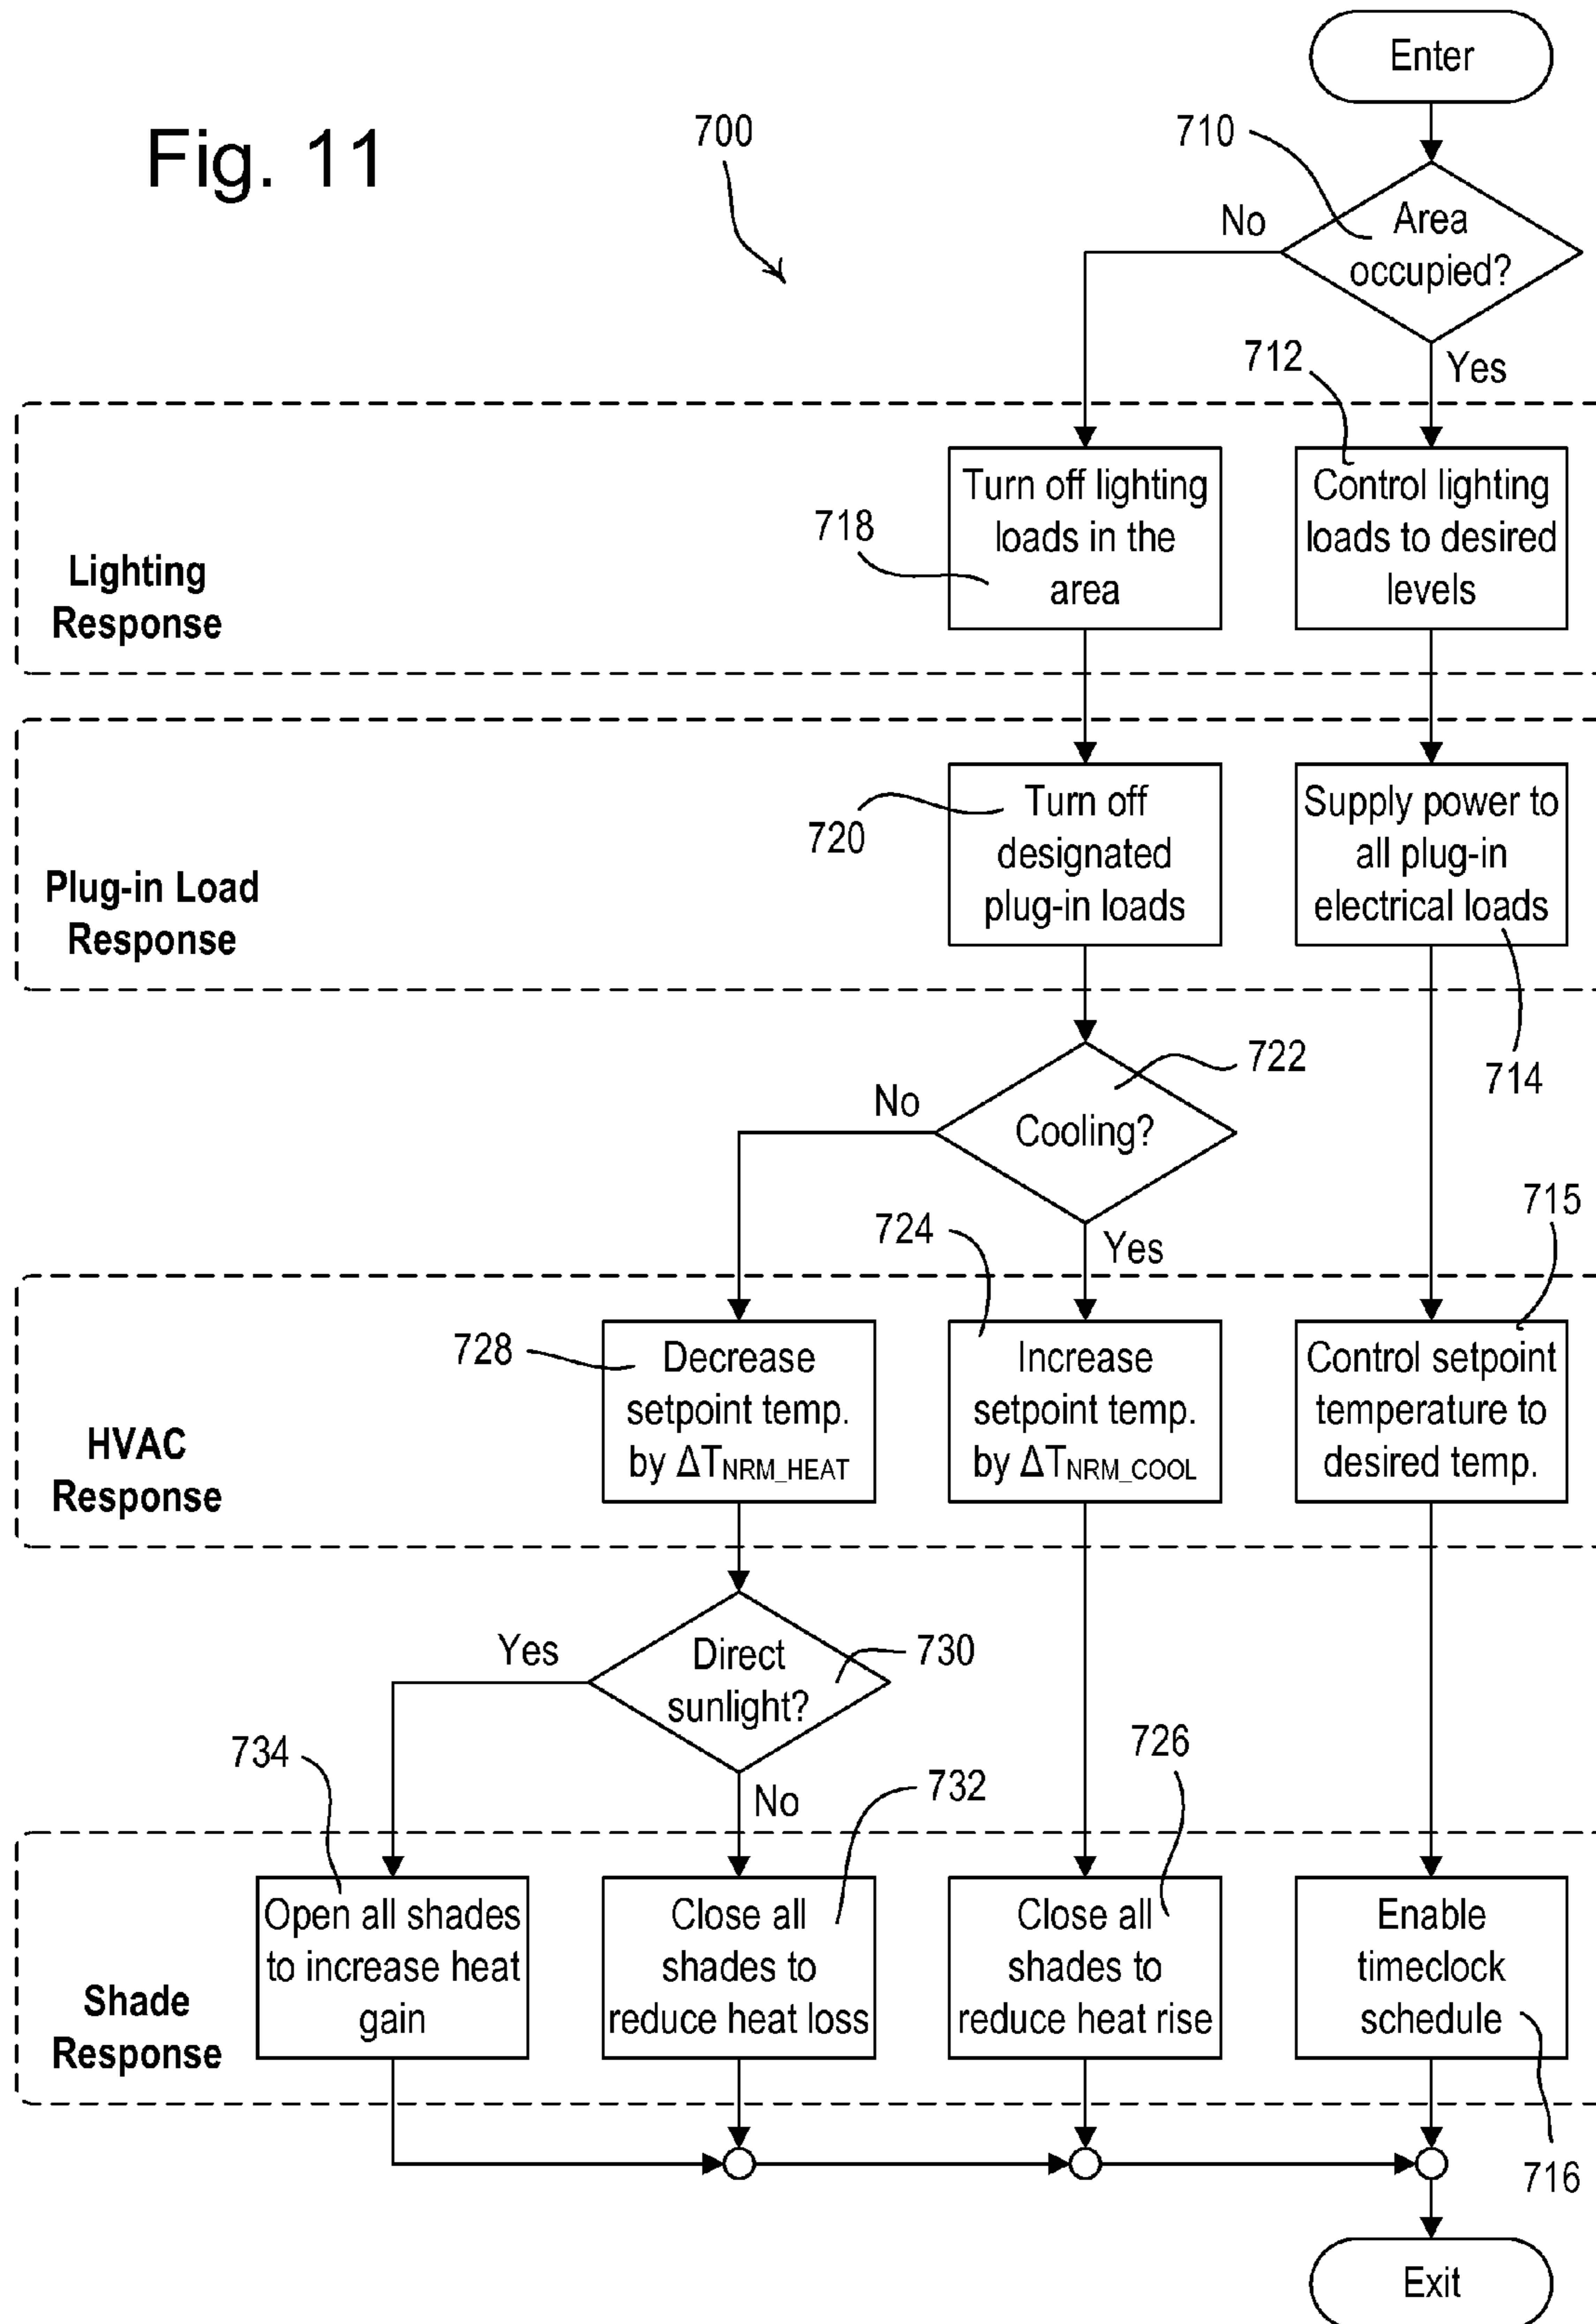 Enter
Fig. 11
700
710
Area
occupied?
No
Yes
712
Lighting
Response
718
Turn off lighting
loads in the
area
Control lighting
loads to desired
levels
Plug-in Load
Response
720
Turn off
designated
plug-in loads
Supply power to
all plug-in
electrical loads
714
722
Cooling?
No
Yes
724
715
HVAC
Response
728
Decrease
setpoint temp.
by ΔTNRM_HEAT
Increase
setpoint temp.
by ΔTNRM_COOL
Control setpoint
temperature to
desired temp.
Yes
Direct
sunlight?
730
No
734
732
726
Shade
Response
Open all shades
to increase heat
gain
Close all
shades to
reduce heat loss
Close all
shades to
reduce heat rise
Enable
timeclock
schedule
716
Exit